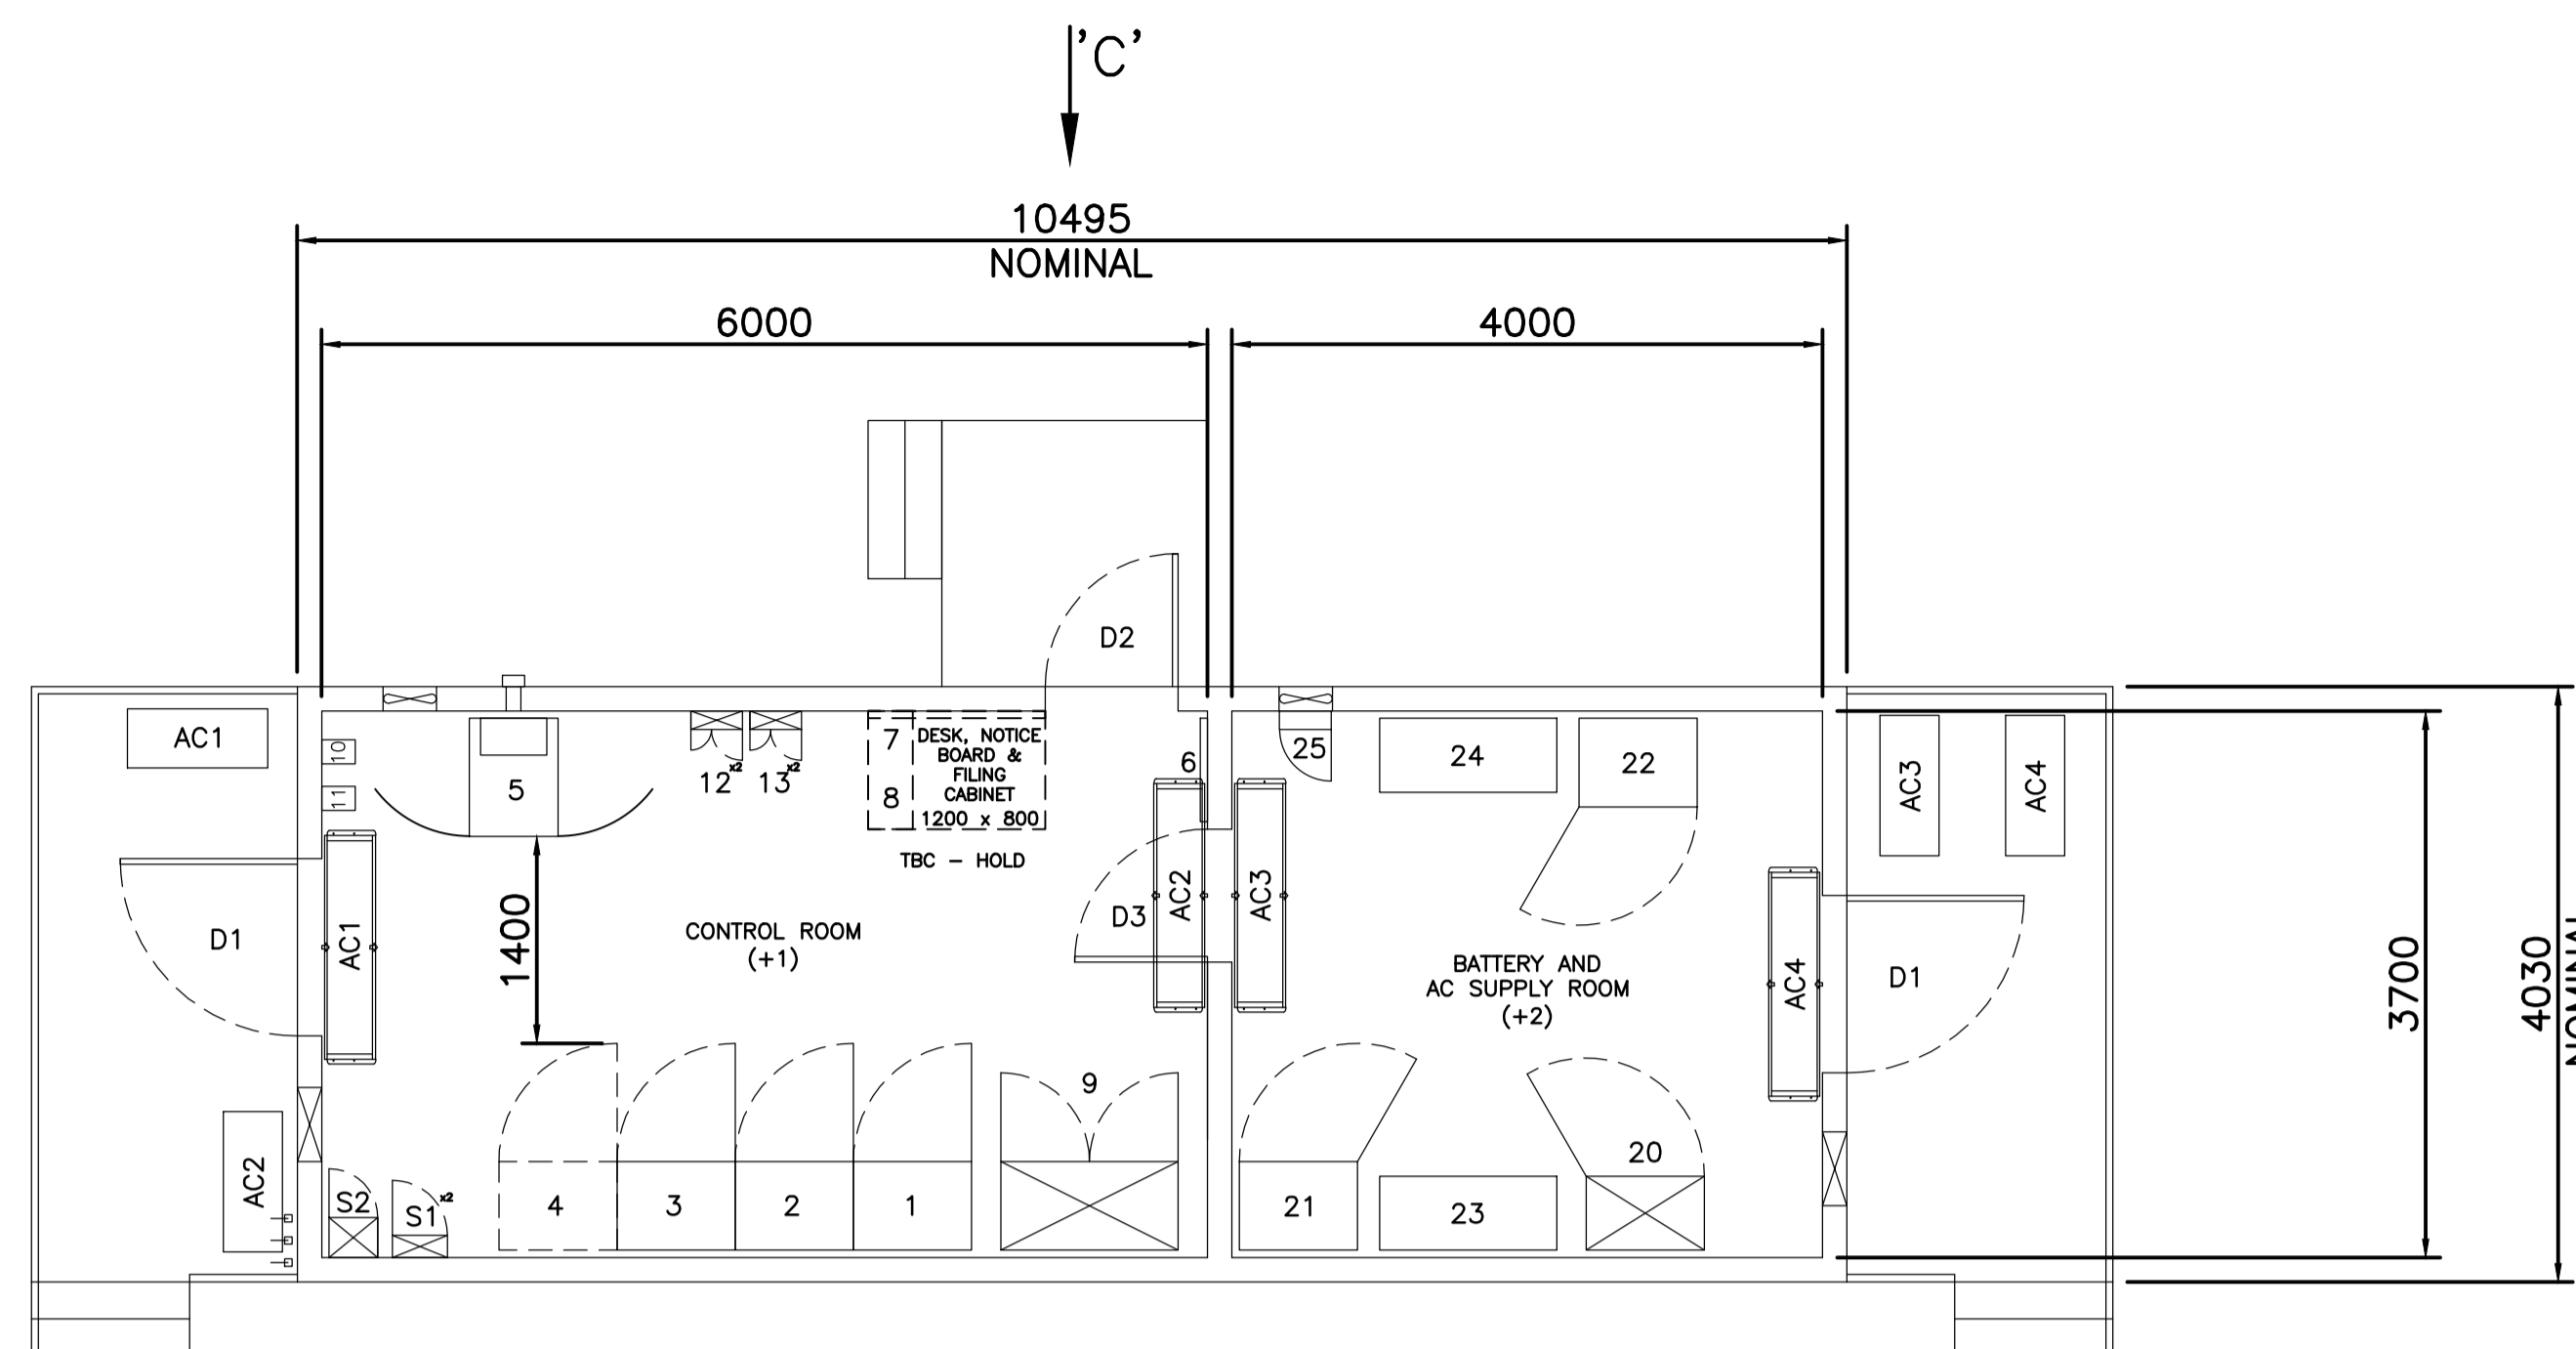 'C'
10495
NOMINAL
6000
4000
D2
AC1
10
11
5
12 x2
13 x2
7
8
DESK, NOTICE
BOARD &
FILING
CABINET
1200 x 800
TBC – HOLD
6
25
24
22
AC3
AC4
D1
AC1
1400
CONTROL ROOM
(+1)
D3
AC2
AC3
BATTERY AND
AC SUPPLY ROOM
(+2)
AC4
D1
3700
4030
NOMINAL
AC2
S2
S1 x2
4
3
2
1
9
21
23
20